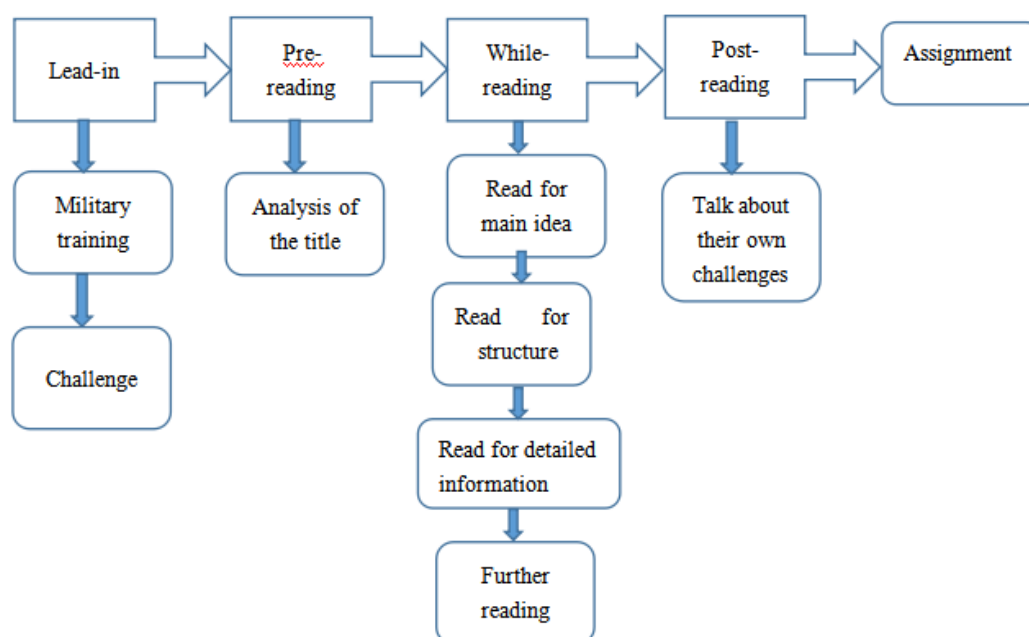 Lead-in
Pre-
reading
While-
reading
Post-
reading
Assignment
Military
training
Challenge
Analysis of
the title
Read for
main idea
Read for
structure
Read for detailed
information
Further
reading
Talk about
their own
challenges